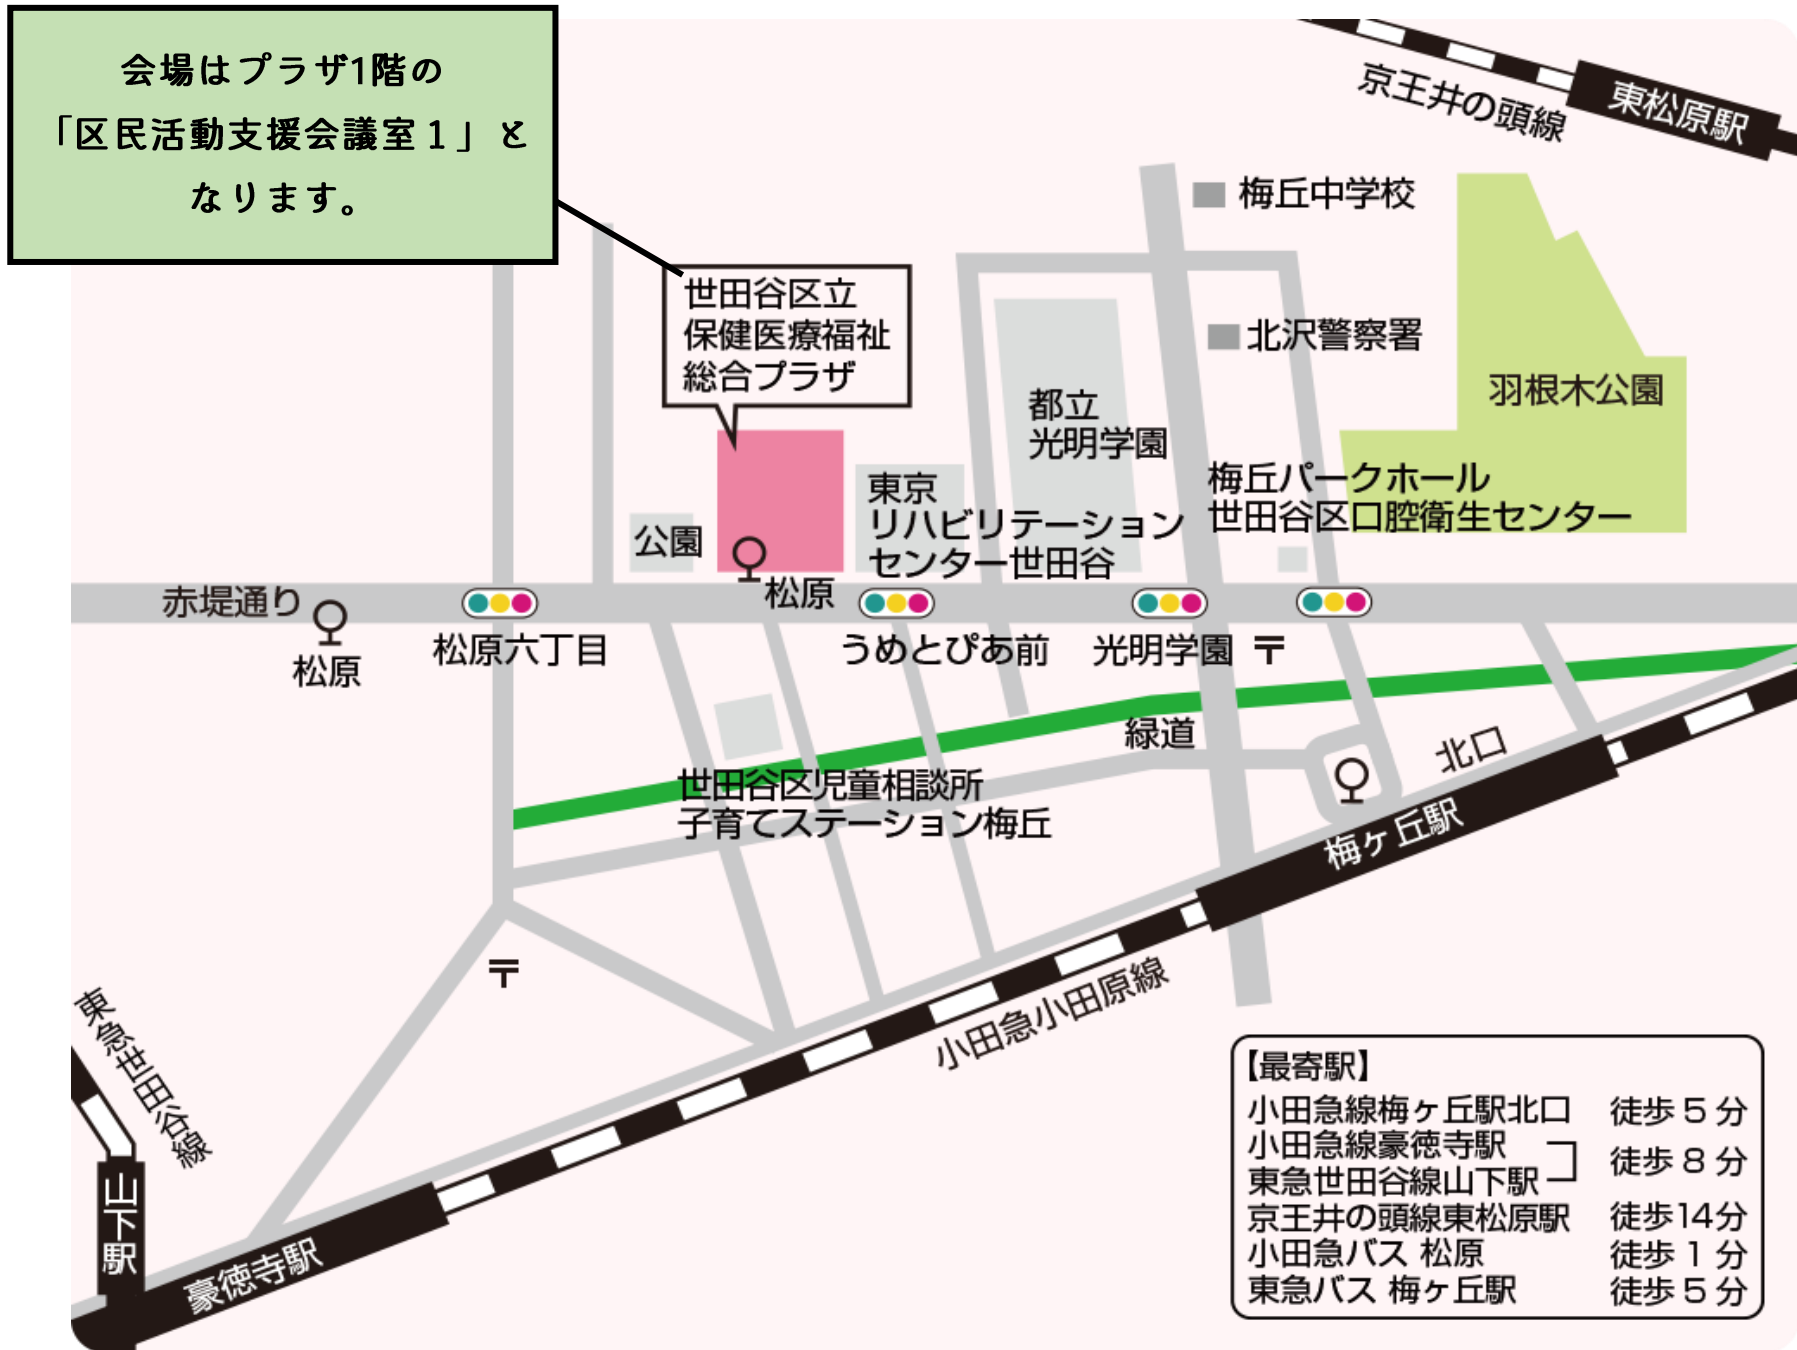 会場はプラザ1階の
「区民活動支援会議室１」と
なります。
京王井の頭線
東松原駅
梅丘中学校
世田谷区立
保健医療福祉
総合プラザ
北沢警察署
羽根木公園
都立
光明学園
東京
リハビリテーション
センター世田谷
梅丘パークホール
世田谷区口腔衛生センター
公園
松原
赤堤通り
松原
松原六丁目
うめとぴあ前
光明学園
〒
緑道
北口
世田谷区児童相談所
子育てステーション梅丘
梅ヶ丘駅
〒
小田急小田原線
東急世田谷線
山下駅
豪徳寺駅
【最寄駅】
小田急線梅ヶ丘駅北口 徒歩５分
小田急線豪徳寺駅
東急世田谷線山下駅 徒歩８分
京王井の頭線東松原駅 徒歩14分
小田急バス 松原 徒歩１分
東急バス 梅ヶ丘駅 徒歩５分